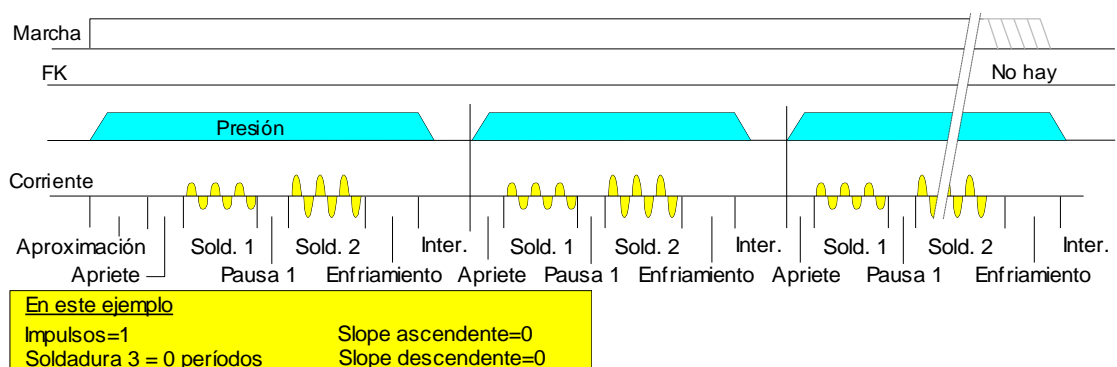 Marcha
FK
No hay
Presión
Corriente
Aproximación
Sold. 1
Sold. 2
Inter.
Sold. 1
Sold. 2
Inter.
Sold. 1
Sold. 2
Inter.
Apriete
Pausa 1
Enfriamiento
Apriete
Pausa 1
Enfriamiento
Apriete
Pausa 1
Enfriamiento
En este ejemplo
Impulsos=1
Slope ascendente=0
Soldadura 3 = 0 períodos
Slope descendente=0